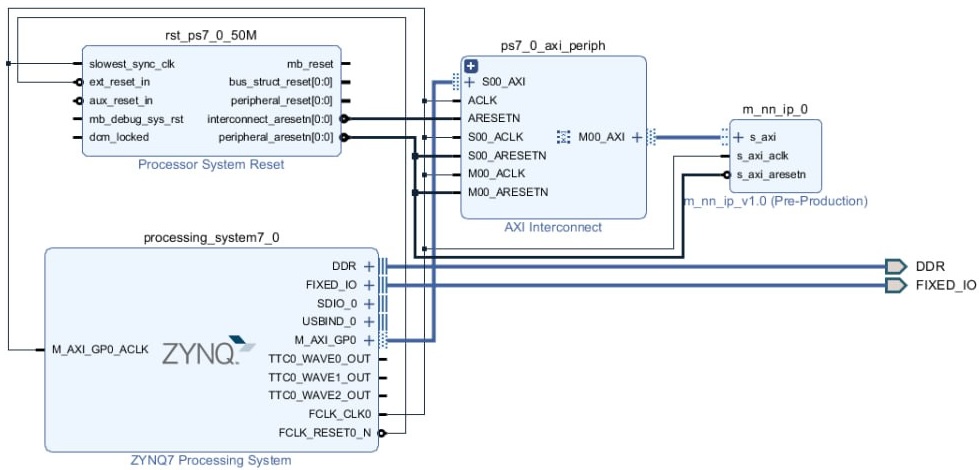 rst_ps7_0_50M
slowest_sync_clk
ext_reset_in
aux_reset_in
mb_debug_sys_rst
dcm_locked
mb_reset
bus_struct_reset[0:0]
peripheral_reset[0:0]
interconnect_aresetn[0:0]
peripheral_aresetn[0:0]
Processor System Reset
ps7_0_axi_periph
S00_AXI
ACLK
ARESETN
S00_ACLK
S00_ARESETN
M00_ACLK
M00_ARESETN
M00_AXI
AXI Interconnect
m_nn_ip_0
s_axi
s_axi_aclk
s_axi_aresetn
m_nn_ip_v1.0 (Pre-Production)
processing_system7_0
M_AXI_GP0_ACLK
ZYNQ
DDR
FIXED_IO
SDIO_0
USBIND_0
M_AXI_GP0
TTC0_WAVE0_OUT
TTC0_WAVE1_OUT
TTC0_WAVE2_OUT
FCLK_CLK0
FCLK_RESET0_N
ZYNQ7 Processing System
DDR
FIXED_IO